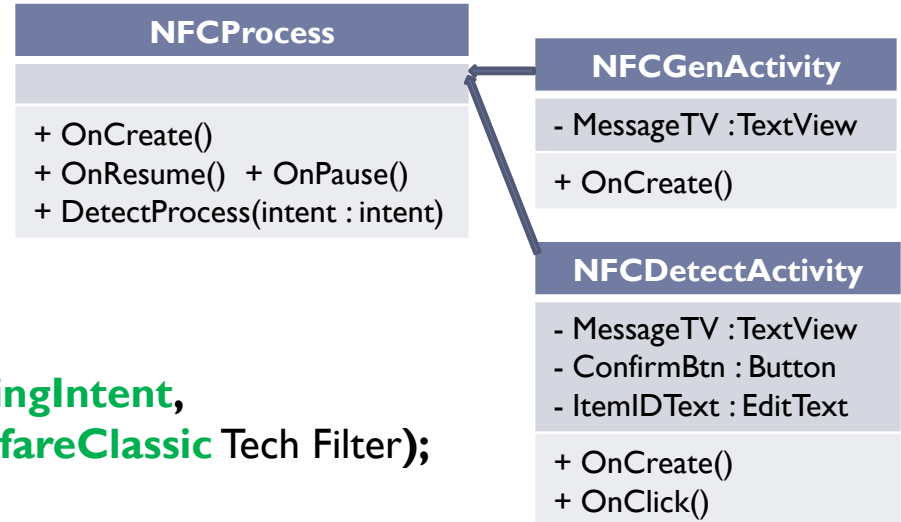 NFCProcess
+ OnCreate()
+ OnResume() + OnPause()
+ DetectProcess(intent : intent)
NFCGenActivity
- MessageTV : TextView
+ OnCreate()
NFCDetectActivity
- MessageTV : TextView
- ConfirmBtn : Button
- ItemIDText : EditText
+ OnCreate()
+ OnClick()
ingIntent,
fareClassic Tech Filter);